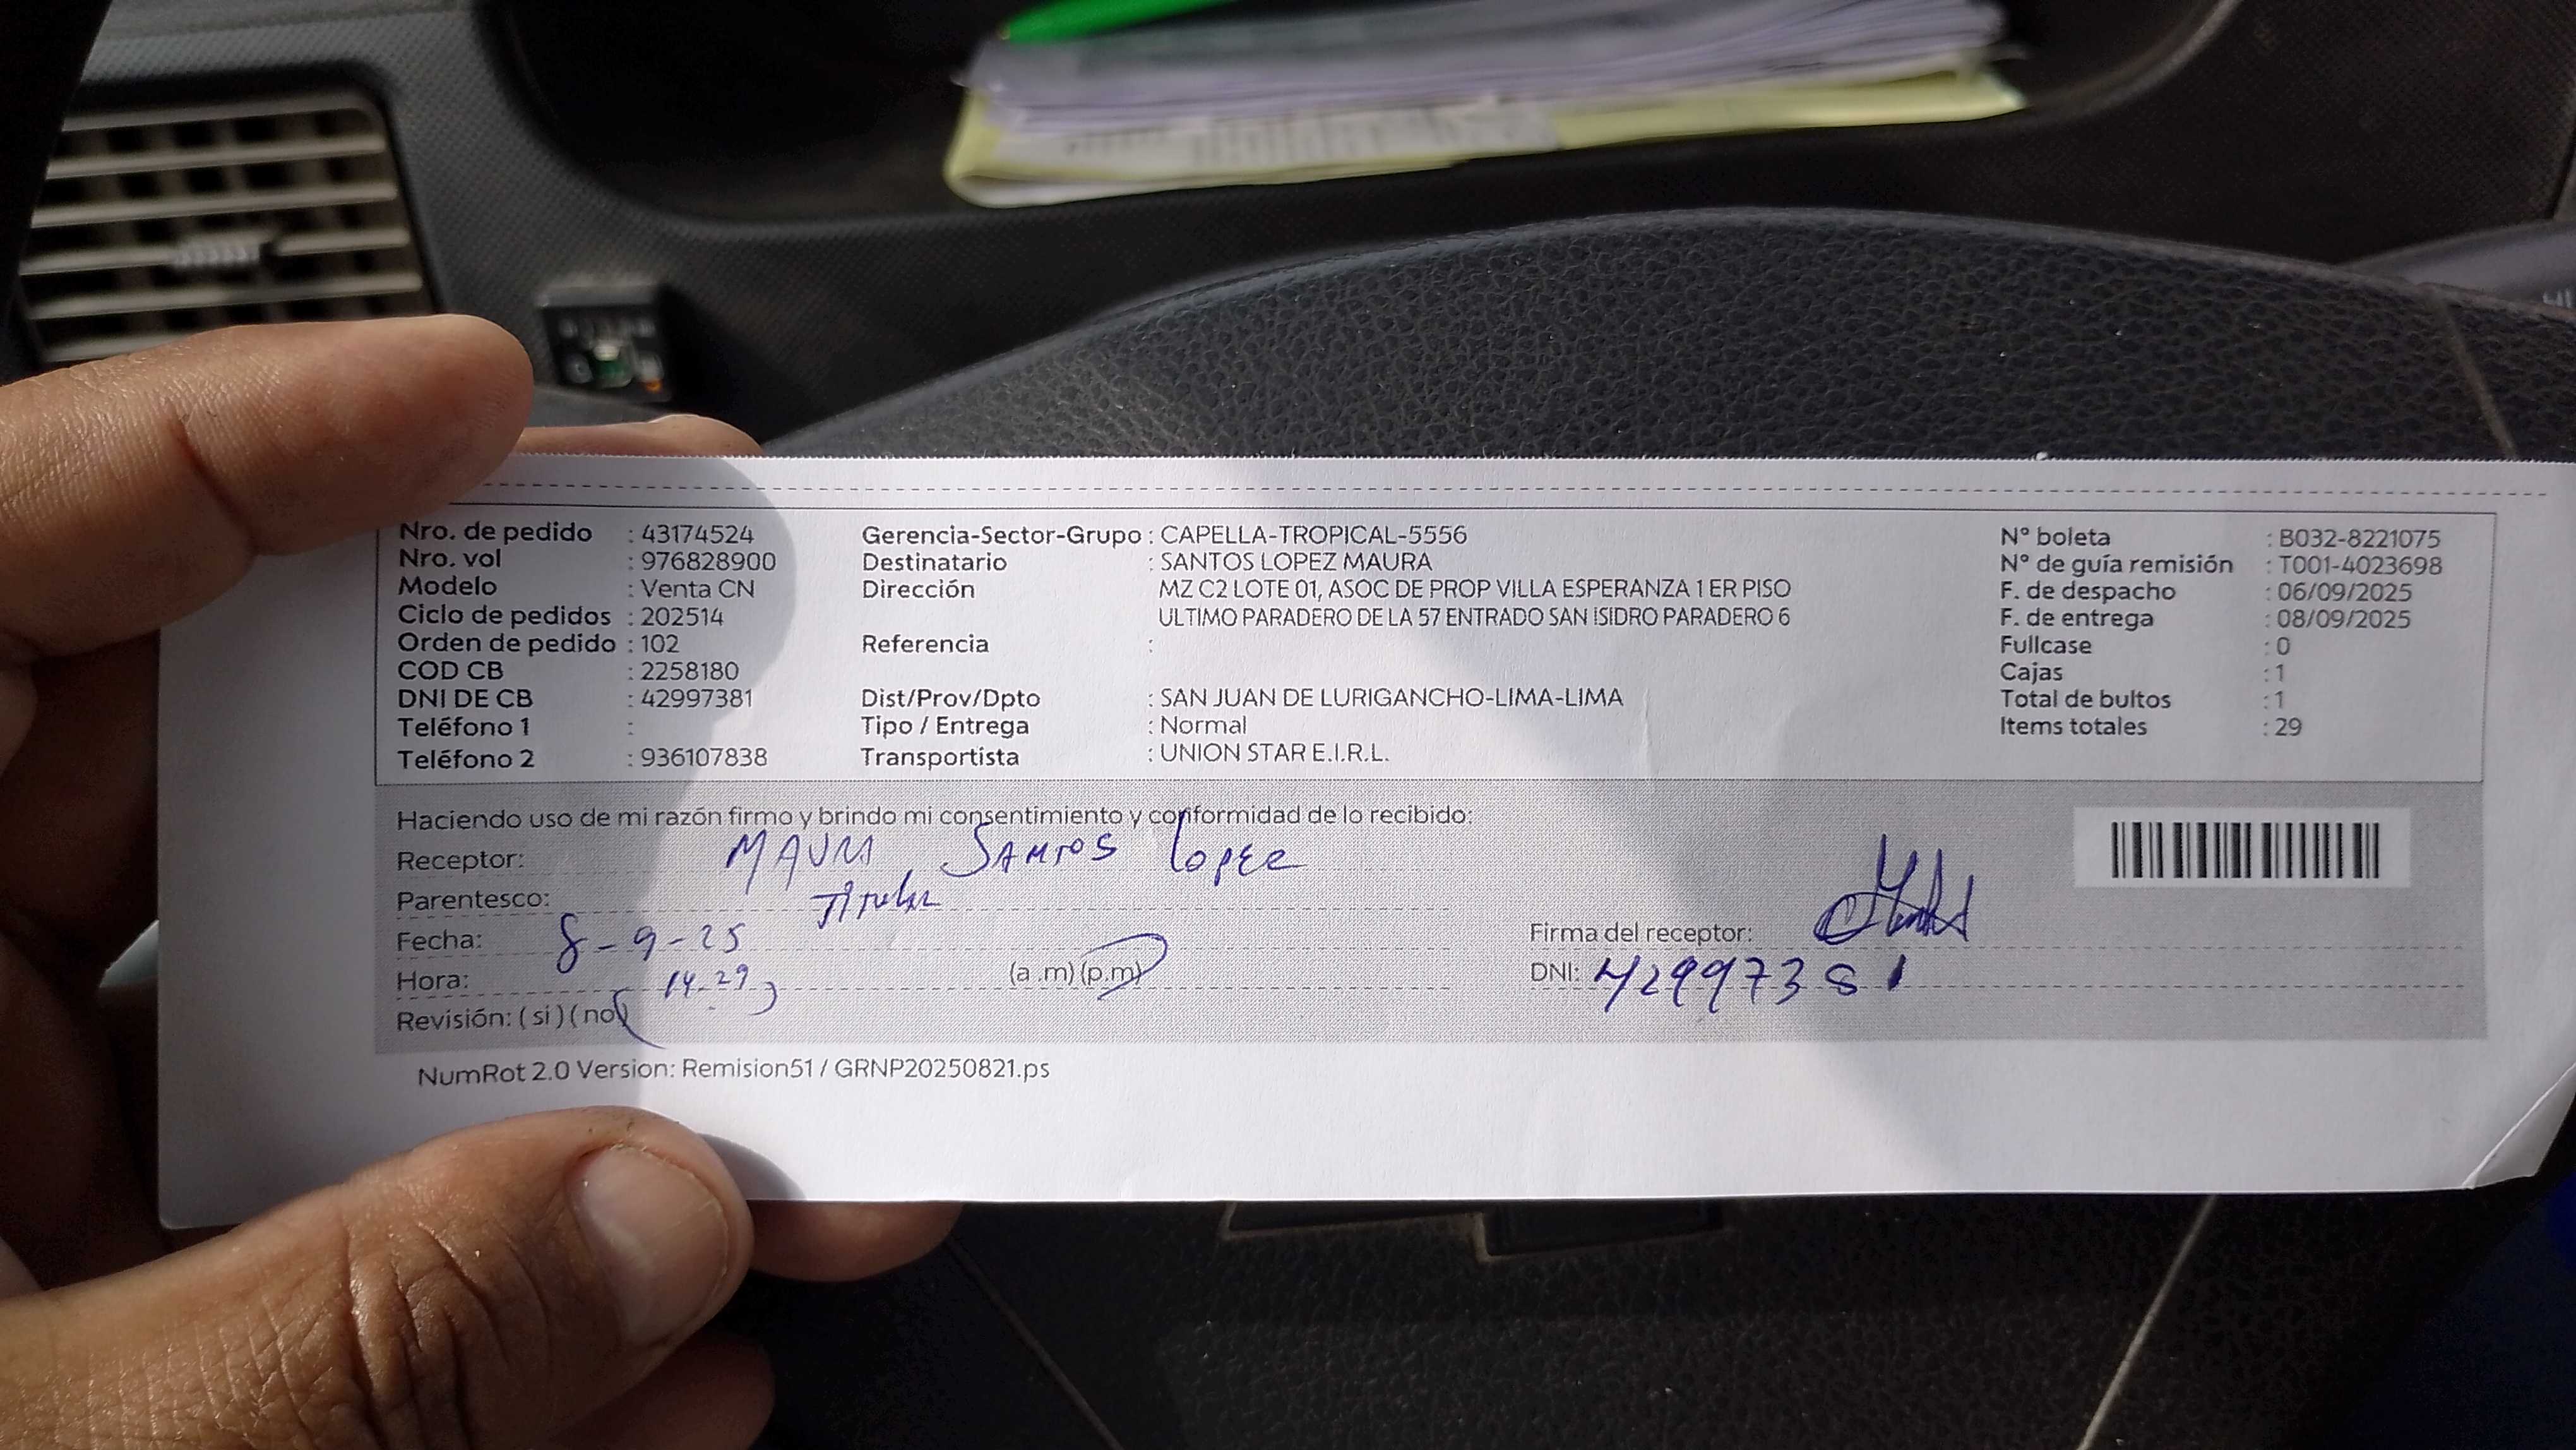 Nro. de pedido : 43174524 Gerencia-Sector-Grupo : CAPELLA-TROPICAL-5556 N° boleta : B032-8221075
Nro. vol : 976828900 Destinatario : SANTOS LOPEZ MAURA N° de guía remisión : T001-4023698
Modelo : Venta CN Dirección MZ C2 LOTE 01, ASOC DE PROP VILLA ESPERANZA 1 ER PISO F. de despacho : 06/09/2025
Ciclo de pedidos : 202514 ULTIMO PARADERO DE LA 57 ENTRADO SAN ISIDRO PARADERO 6 F. de entrega : 08/09/2025
Orden de pedido : 102 Referencia : Fullcase : 0
COD CB : 2258180 Cajas : 1
DNI DE CB : 42997381 Dist/Prov/Dpto : SAN JUAN DE LURIGANCHO-LIMA-LIMA Total de bultos : 1
Teléfono 1 : Tipo / Entrega : Normal Items totales : 29
Teléfono 2 : 936107838 Transportista : UNION STAR E.I.R.L.
Haciendo uso de mi razón firmo y brindo mi consentimiento y conformidad de lo recibido:
Receptor: MAURA SANTOS LOPEZ
Parentesco: Titular
Fecha: 8-9-25 Firma del receptor:
Hora: 14-29 (a .m) (p.m) DNI: 42997381
Revisión: ( si ) ( no )
NumRot 2.0 Version: Remision51 / GRNP20250821.ps